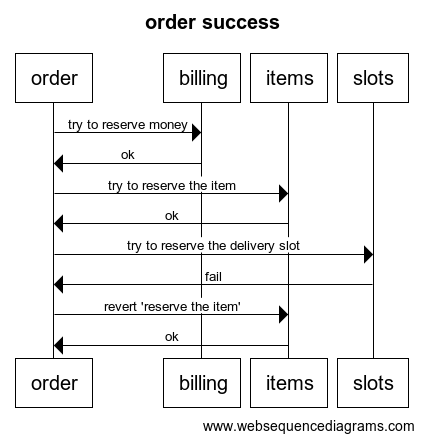 order success
order billing items slots
try to reserve money
ok
try to reserve the item
ok
try to reserve the delivery slot
fail
revert 'reserve the item'
ok
order billing items slots
www.websequencediagrams.com